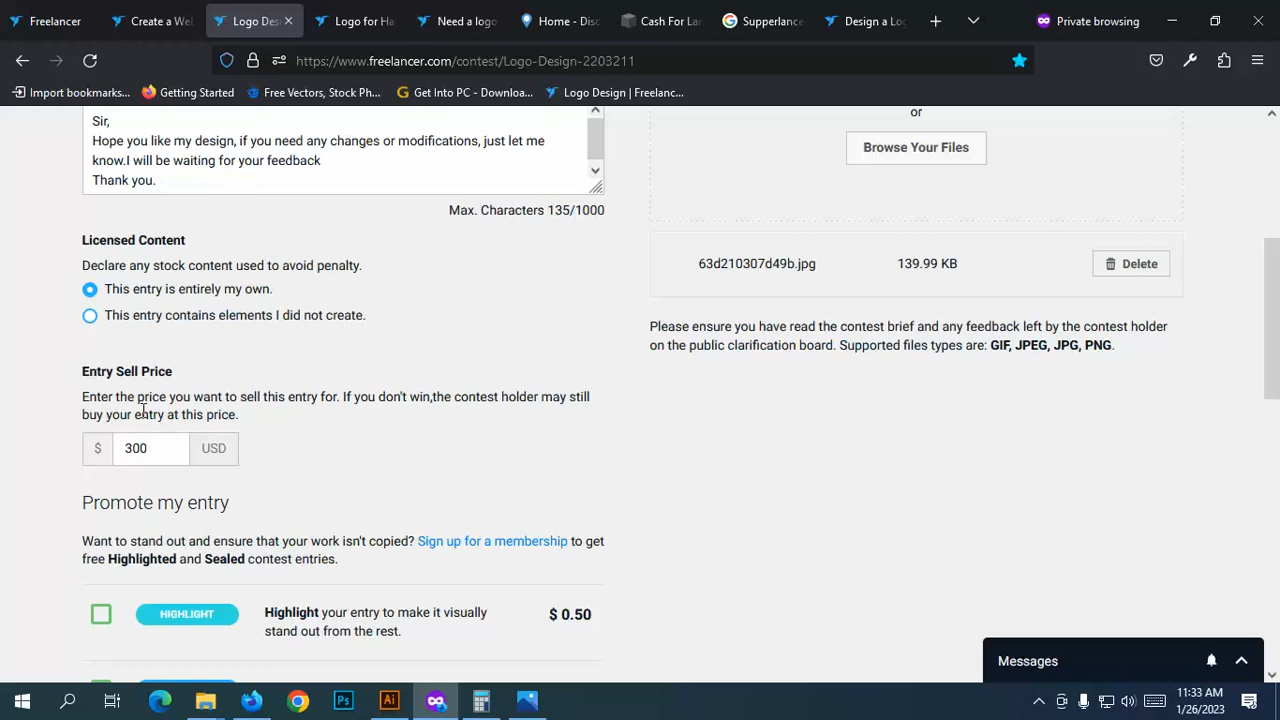 Freelancer
Create a Wel
Logo Des
Logo for Ha
Need a logo
Home - Disc
Cash For Lan
Supperlance
Design a Lo
Private browsing
https://www.freelancer.com/contest/Logo-Design-2203211
Import bookmarks...
Getting Started
Free Vectors, Stock Ph...
Get Into PC - Downloa...
Logo Design | Freelanc...
Sir,
Hope you like my design, if you need any changes or modifications, just let me
know.I will be waiting for your feedback
Thank you.
Max. Characters 135/1000
or
Browse Your Files
63d210307d49b.jpg 139.99 KB Delete
Please ensure you have read the contest brief and any feedback left by the contest holder
on the public clarification board. Supported files types are: GIF, JPEG, JPG, PNG.
Licensed Content
Declare any stock content used to avoid penalty.
This entry is entirely my own.
This entry contains elements I did not create.
Entry Sell Price
Enter the price you want to sell this entry for. If you don't win,the contest holder may still
buy your entry at this price.
$ 300 USD
Promote my entry
Want to stand out and ensure that your work isn't copied? Sign up for a membership to get
free Highlighted and Sealed contest entries.
HIGHLIGHT
Highlight your entry to make it visually
stand out from the rest.
$ 0.50
Messages
Ps
Ai
11:33 AM
1/26/2023